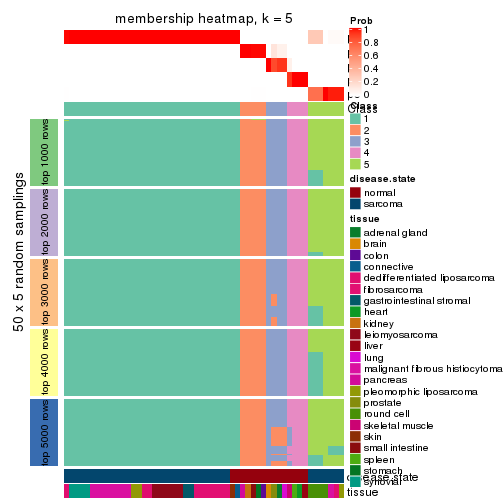 membership heatmap, k = 5
50 x 5 random samplings
top 1000 rows
top 2000 rows
top 3000 rows
top 4000 rows
top 5000 rows
Prob
1
0.8
0.6
0.4
0.2
0
Class
Class
1
2
3
4
5
disease.state
normal
sarcoma
tissue
adrenal gland
brain
colon
connective
dedifferentiated liposarcoma
fibrosarcoma
gastrointestinal stromal
heart
kidney
leiomyosarcoma
liver
lung
malignant fibrous histiocytoma
pancreas
pleomorphic liposarcoma
prostate
round cell
skeletal muscle
skin
small intestine
spleen
stomach
synovial
disease.state
tissue